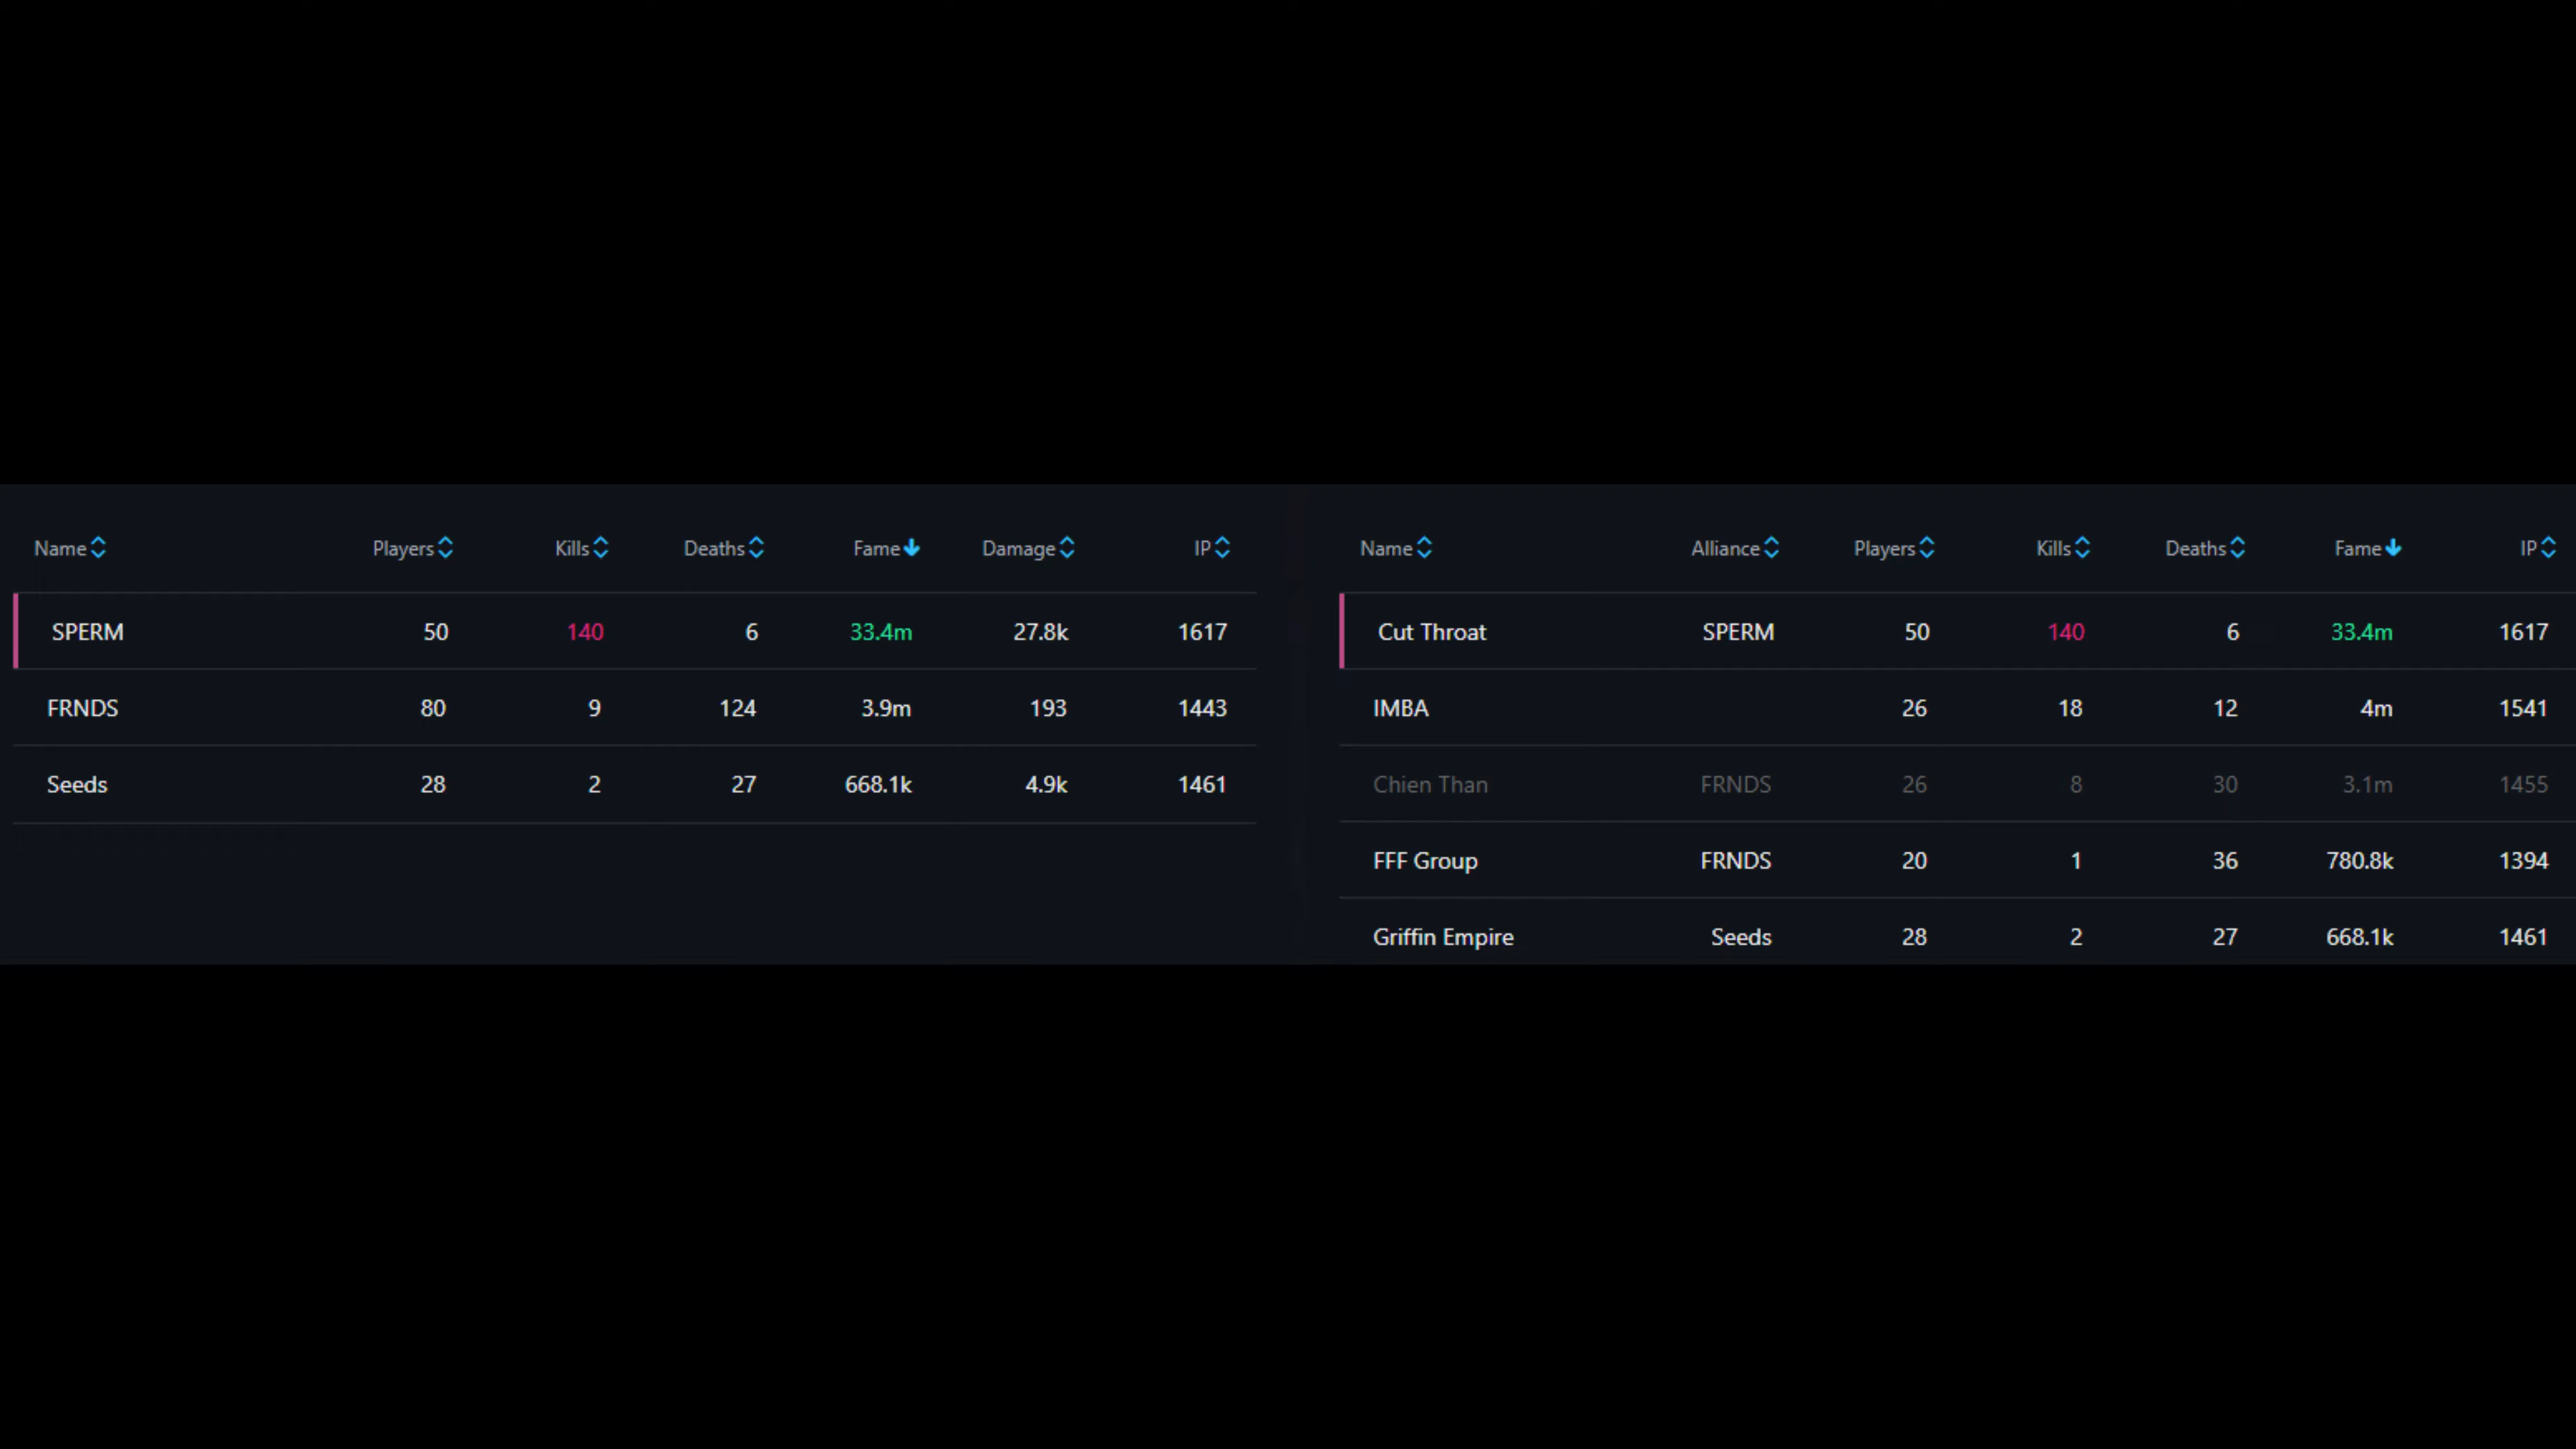 Name Players Kills Deaths Fame Damage IP
SPERM 50 140 6 33.4m 27.8k 1617
FRNDS 80 9 124 3.9m 193 1443
Seeds 28 2 27 668.1k 4.9k 1461
Name Alliance Players Kills Deaths Fame IP
Cut Throat SPERM 50 140 6 33.4m 1617
IMBA 26 18 12 4m 1541
Chien Than FRNDS 26 8 30 3.1m 1455
FFF Group FRNDS 20 1 36 780.8k 1394
Griffin Empire Seeds 28 2 27 668.1k 1461